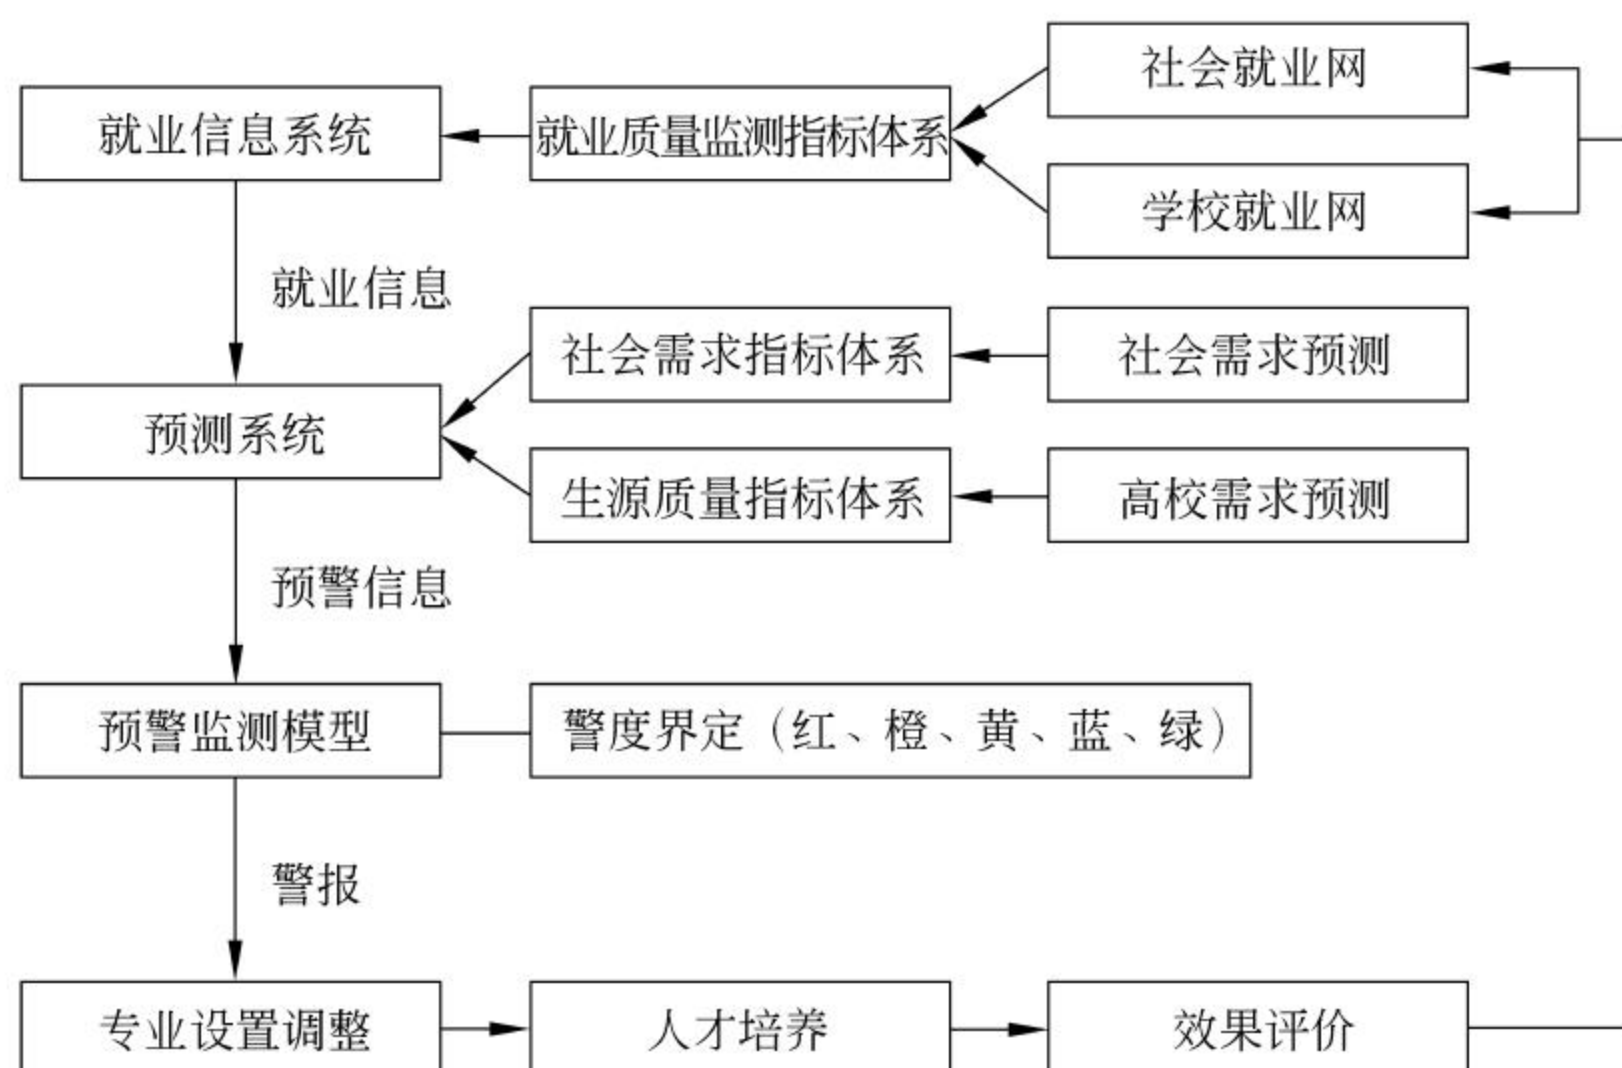 社会就业网
就业信息系统
就业质量监测指标体系
学校就业网
就业信息
社会需求指标体系
社会需求预测
预测系统
生源质量指标体系
高校需求预测
预警信息
预警监测模型
警度界定（红、橙、黄、蓝、绿）
警报
专业设置调整
人才培养
效果评价